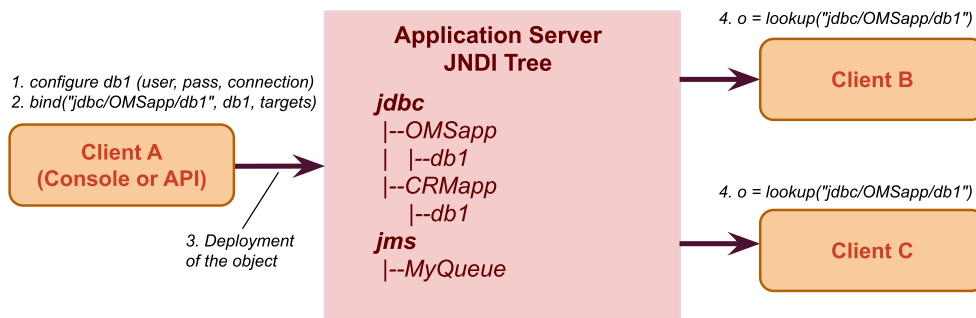 1. configure db1 (user, pass, connection)
2. bind("jdbc/OMSapp/db1", db1, targets)
Client A
(Console or API)
3. Deployment
of the object
Application Server
JNDI Tree
jdbc
|--OMSapp
| |--db1
|--CRMapp
|--db1
jms
|--MyQueue
4. o = lookup("jdbc/OMSapp/db1")
Client B
4. o = lookup("jdbc/OMSapp/db1")
Client C